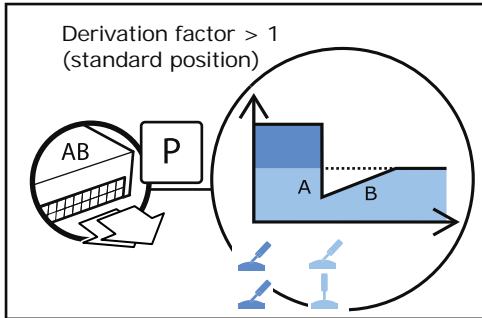 Derivation factor > 1
(standard position)
AB
P
A
B